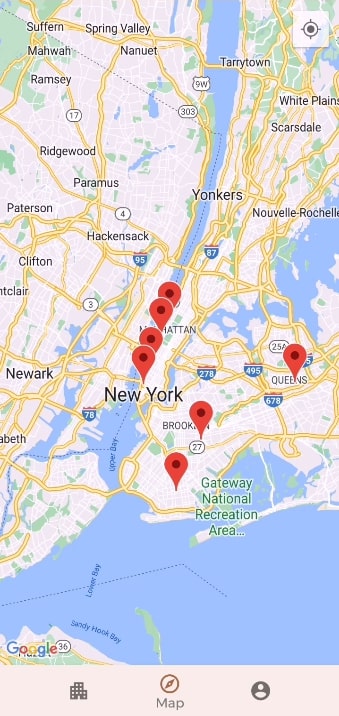 Suffern
Spring Valley
Mahwah
Nanuet
Tarrytown
Ramsey
9W
White Plains
17
303
Scarsdale
Ridgewood
Paramus
Yonkers
Paterson
4
Nouvelle-Rochelle
Hackensack
87
Clifton
95
ntclair
3
MANHATTAN
25A
Newark
278
495
QUEENS
New York
678
78
abeth
BROOKLYN
27
Upper Bay
Gateway
National
Recreation
Area...
Lower Bay
Sandy Hook Bay
Google
36
Map